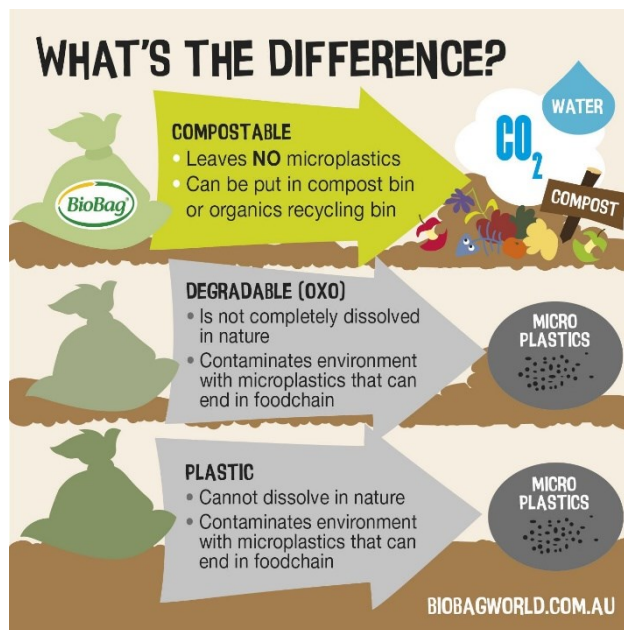 WHAT'S THE DIFFERENCE?
WATER
CO2
COMPOST
BioBag®
COMPOSTABLE
• Leaves NO microplastics
• Can be put in compost bin
or organics recycling bin
DEGRADABLE (OXO)
• Is not completely dissolved
in nature
• Contaminates environment
with microplastics that can
end in foodchain
MICRO
PLASTICS
PLASTIC
• Cannot dissolve in nature
• Contaminates environment
with microplastics that can
end in foodchain
MICRO
PLASTICS
BIOBAGWORLD.COM.AU